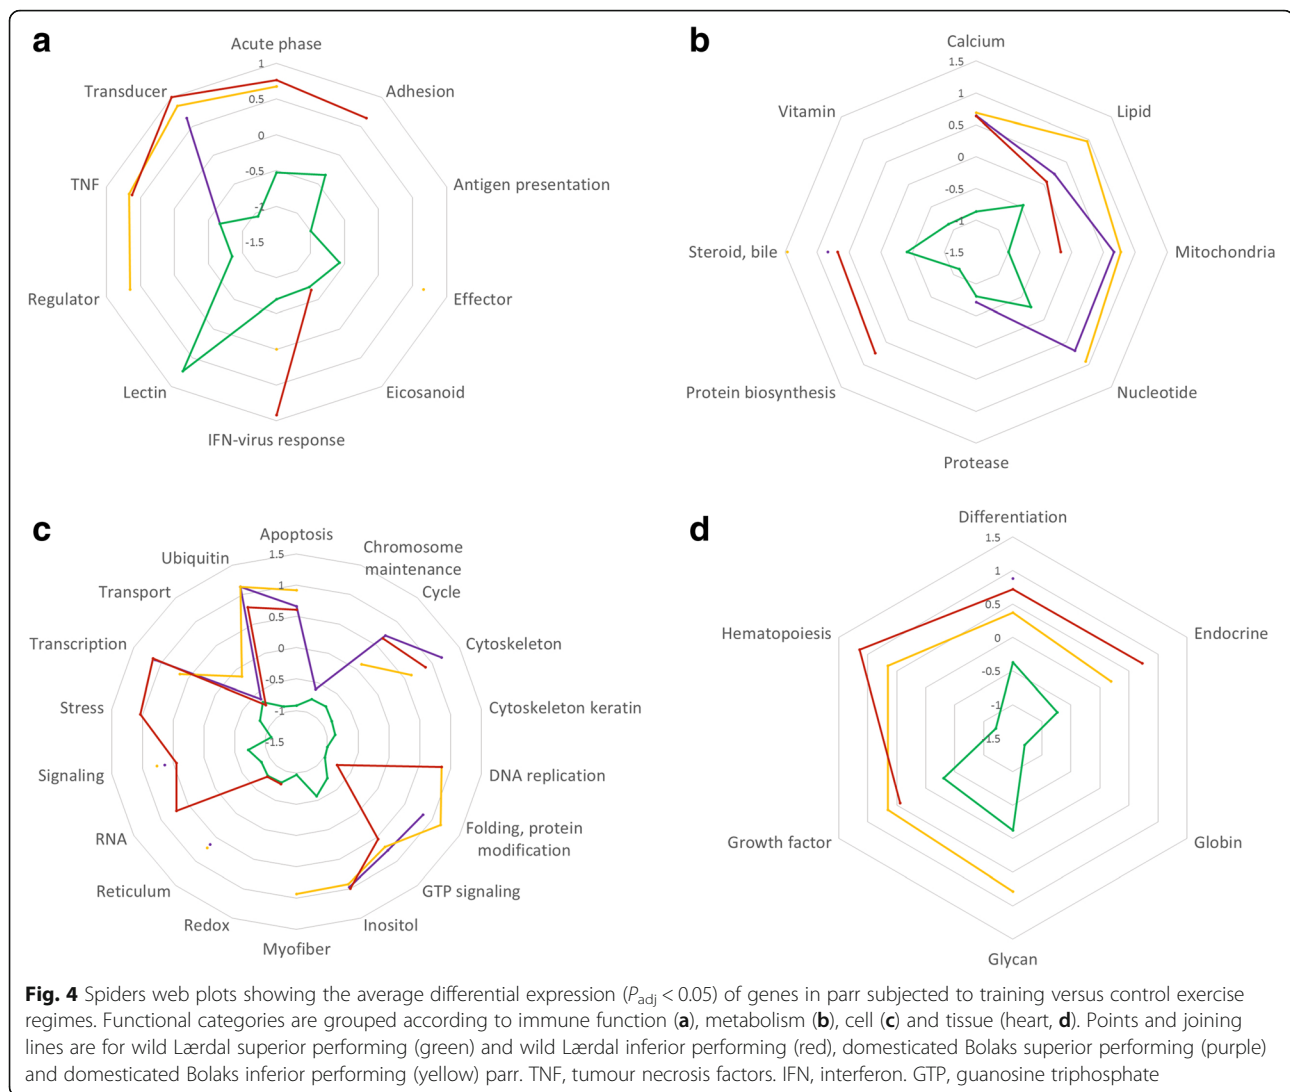 a
Acute phase
Adhesion
Antigen presentation
Effector
Eicosanoid
IFN-virus response
Lectin
Regulator
TNF
Transducer
1
0.5
0
-0.5
-1
-1.5
b
Calcium
Lipid
Mitochondria
Nucleotide
Protease
Protein biosynthesis
Steroid, bile
Vitamin
1.5
1
0.5
0
-0.5
-1
-1.5
c
Apoptosis
Chromosome
maintenance
Cycle
Cytoskeleton
Cytoskeleton keratin
DNA replication
Folding, protein
modification
GTP signaling
Inositol
Myofiber
Redox
Reticulum
RNA
Signaling
Stress
Transcription
Transport
Ubiquitin
1.5
1
0.5
0
-0.5
-1
-1.5
d
Differentiation
Endocrine
Globin
Glycan
Growth factor
Hematopoiesis
1.5
1
0.5
0
-0.5
-1
-1.5
Fig. 4 Spiders web plots showing the average differential expression (Padj < 0.05) of genes in parr subjected to training versus control exercise
regimes. Functional categories are grouped according to immune function (a), metabolism (b), cell (c) and tissue (heart, d). Points and joining
lines are for wild Lærdal superior performing (green) and wild Lærdal inferior performing (red), domesticated Bolaks superior performing (purple)
and domesticated Bolaks inferior performing (yellow) parr. TNF, tumour necrosis factors. IFN, interferon. GTP, guanosine triphosphate